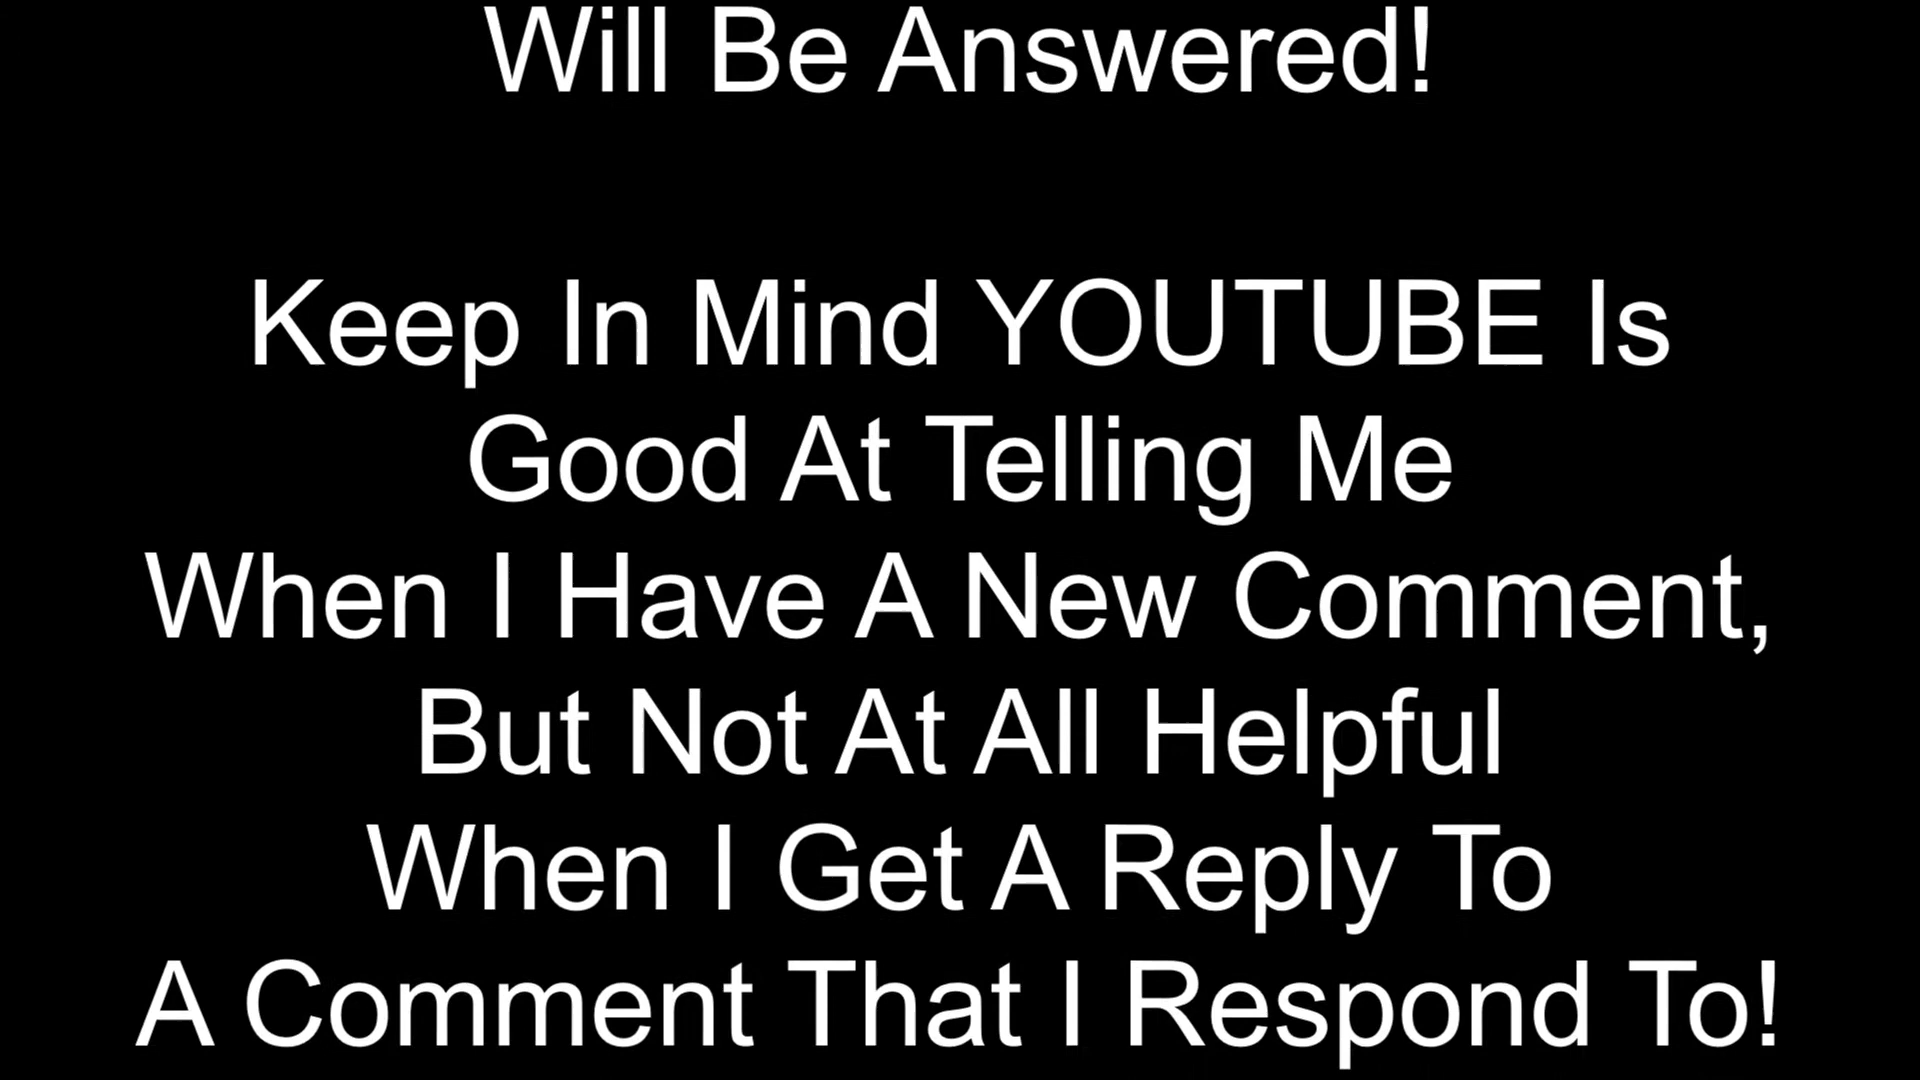 Will Be Answered!
Keep In Mind YOUTUBE Is
Good At Telling Me
When I Have A New Comment,
But Not At All Helpful
When I Get A Reply To
A Comment That I Respond To!